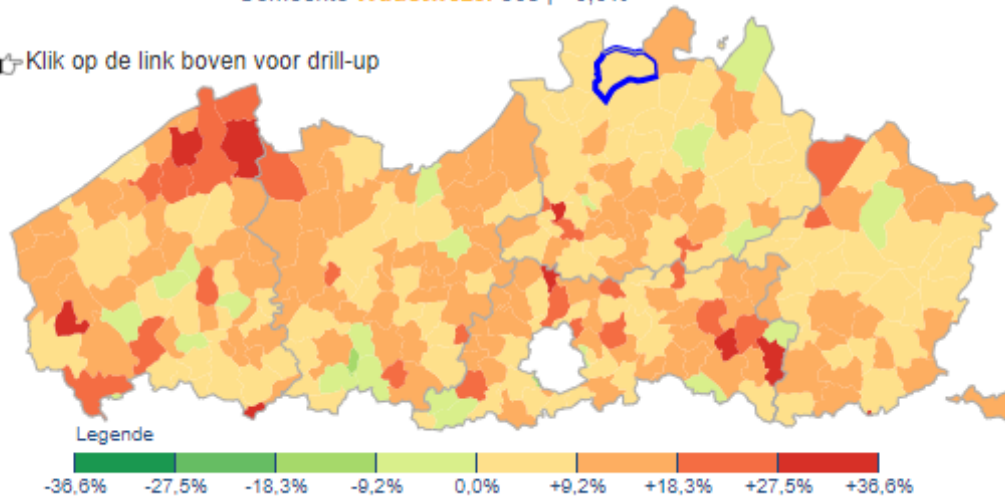 Klik op de link boven voor drill-up
Legende
-36,6% -27,5% -18,3% -9,2% 0,0% +9,2% +18,3% +27,5% +36,6%